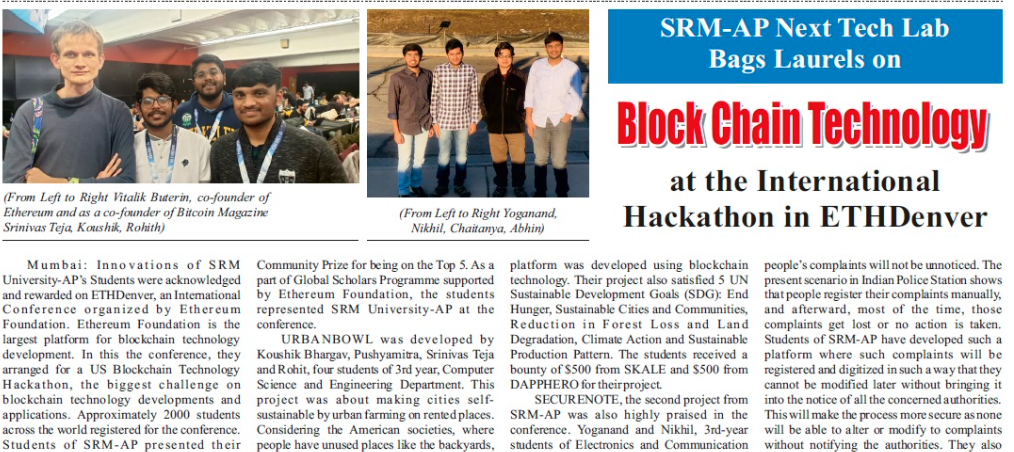 SRM-AP Next Tech Lab
Bags Laurels on
Block Chain Technology
at the International
Hackathon in ETHDenver
(From Left to Right Vitalik Buterin, co-founder of
Ethereum and as a co-founder of Bitcoin Magazine
Srinivas Teja, Koushik, Rohith)
(From Left to Right Yoganand,
Nikhil, Chaitanya, Abhin)
Mumbai: Innovations of SRM
University-AP's Students were acknowledged
and rewarded on ETHDenver, an International
Conference organized by Ethereum
Foundation. Ethereum Foundation is the
largest platform for blockchain technology
development. In this the conference, they
arranged for a US Blockchain Technology
Hackathon, the biggest challenge on
blockchain technology developments and
applications. Approximately 2000 students
across the world registered for the conference.
Students of SRM-AP presented their
Community Prize for being on the Top 5. As a
part of Global Scholars Programme supported
by Ethereum Foundation, the students
represented SRM University-AP at the
conference.
URBANBOWL was developed by
Koushik Bhargav, Pushyamitra, Srinivas Teja
and Rohit, four students of 3rd year, Computer
Science and Engineering Department. This
project was about making cities self-
sustainable by urban farming on rented places.
Considering the American societies, where
people have unused places like the backyards,
platform was developed using blockchain
technology. Their project also satisfied 5 UN
Sustainable Development Goals (SDG): End
Hunger, Sustainable Cities and Communities,
Reduction in Forest Loss and Land
Degradation, Climate Action and Sustainable
Production Pattern. The students received a
bounty of $500 from SKALE and $500 from
DAPPHERO for their project.
SECURENOTE, the second project from
SRM-AP was also highly praised in the
conference. Yoganand and Nikhil, 3rd-year
students of Electronics and Communication
people's complaints will not be unnoticed. The
present scenario in Indian Police Station shows
that people register their complaints manually,
and afterward, most of the time, those
complaints get lost or no action is taken.
Students of SRM-AP have developed such a
platform where such complaints will be
registered and digitized in such a way that they
cannot be modified later without bringing it
into the notice of all the concerned authorities.
This will make the process more secure as none
will be able to alter or modify to complaints
without notifying the authorities. They also